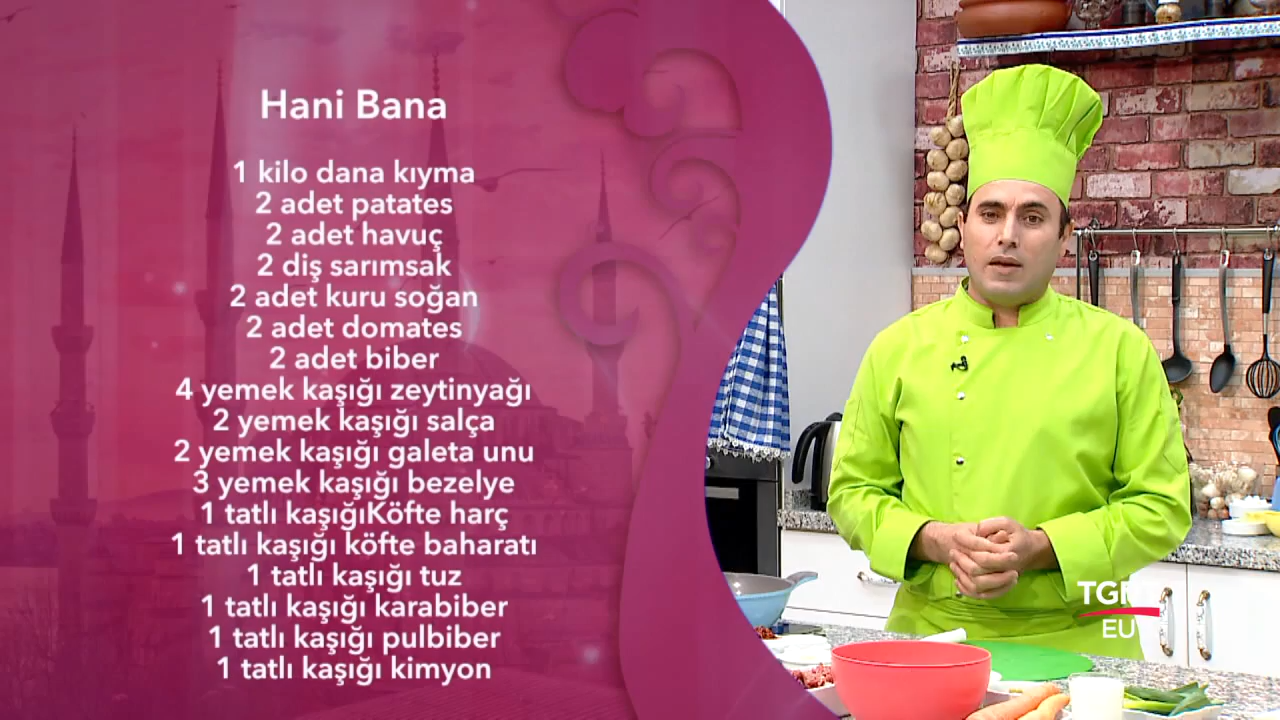 Hani Bana
1 kilo dana kıyma
2 adet patates
2 adet havuç
2 diş sarımsak
2 adet kuru soğan
2 adet domates
2 adet biber
4 yemek kaşığı zeytinyağı
2 yemek kaşığı salça
2 yemek kaşığı galeta unu
3 yemek kaşığı bezelye
1 tatlı kaşığıKöfte harç
1 tatlı kaşığı köfte baharatı
1 tatlı kaşığı tuz
1 tatlı kaşığı karabiber
1 tatlı kaşığı pulbiber
1 tatlı kaşığı kimyon
EU